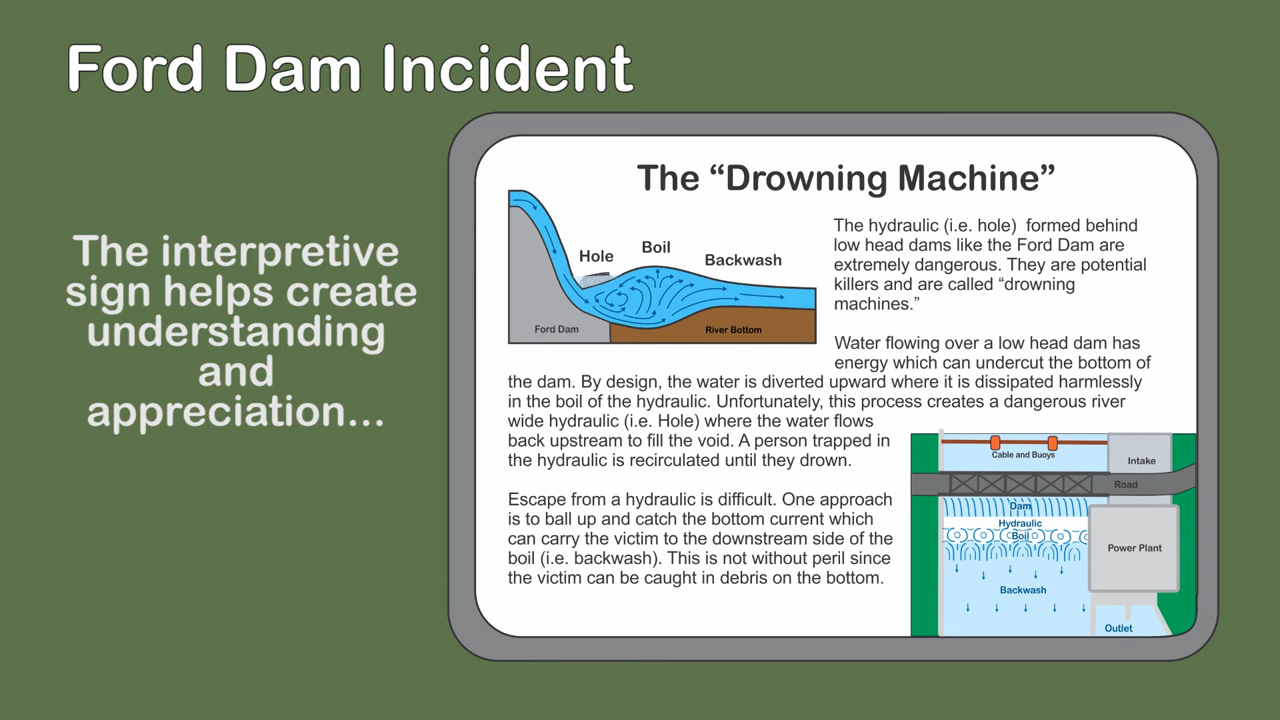 Ford Dam Incident
The interpretive
sign helps create
understanding
and
appreciation...
The “Drowning Machine”
Hole
Boil
Backwash
Ford Dam
River Bottom
The hydraulic (i.e. hole)  formed behind
low head dams like the Ford Dam are
extremely dangerous. They are potential
killers and are called “drowning
machines.”
Water flowing over a low head dam has
energy which can undercut the bottom of
the dam. By design, the water is diverted upward where it is dissipated harmlessly
in the boil of the hydraulic. Unfortunately, this process creates a dangerous river
wide hydraulic (i.e. Hole) where the water flows
back upstream to fill the void. A person trapped in
the hydraulic is recirculated until they drown.
Escape from a hydraulic is difficult. One approach
is to ball up and catch the bottom current which
can carry the victim to the downstream side of the
boil (i.e. backwash). This is not without peril since
the victim can be caught in debris on the bottom.
Cable and Buoys
Intake
Road
Dam
Hydraulic
Boil
Power Plant
Backwash
Outlet